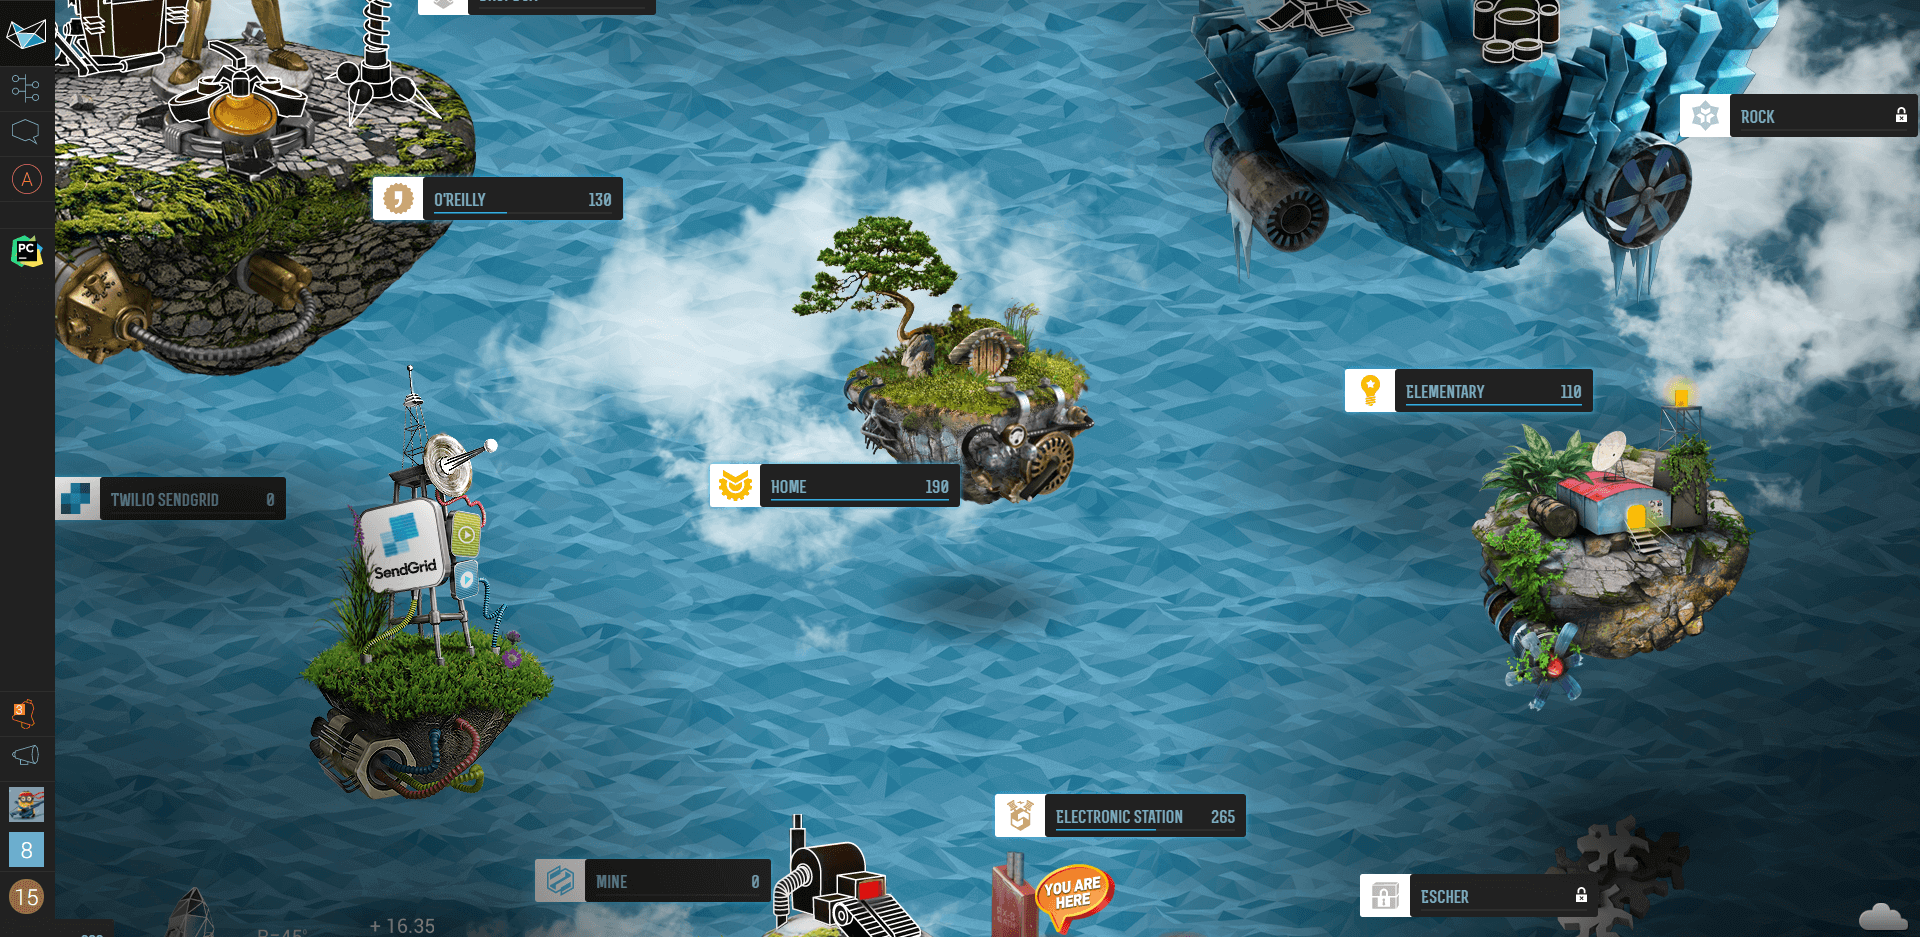 ROCK
O'REILLY 130
A
PC
ELEMENTARY 110
HOME 190
TWILIO SENDGRID 0
SendGrid
3
ELECTRONIC STATION 265
8
MINE 0
YOU ARE
HERE
15
ESCHER
+ 16.35